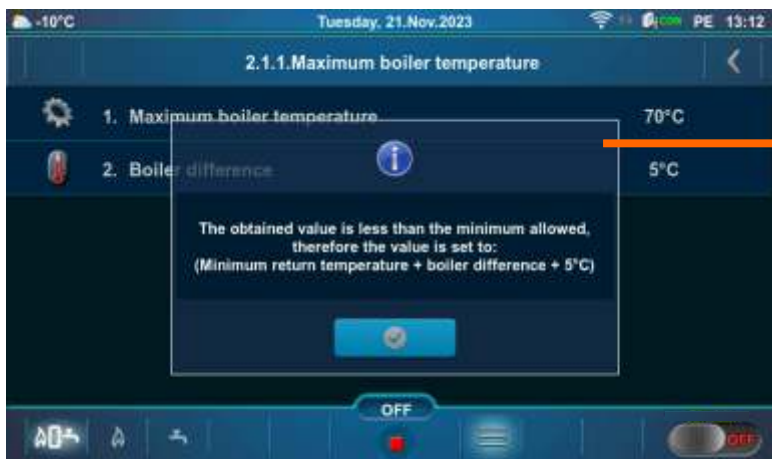 -10°C Tuesday, 21.Nov.2023 PE 13:12
2.1.1.Maximum boiler temperature
1. Maximum boiler temperature 70°C
2. Boiler difference 5°C
The obtained value is less than the minimum allowed,
therefore the value is set to:
(Minimum return temperature + boiler difference + 5°C)
OFF
OFF